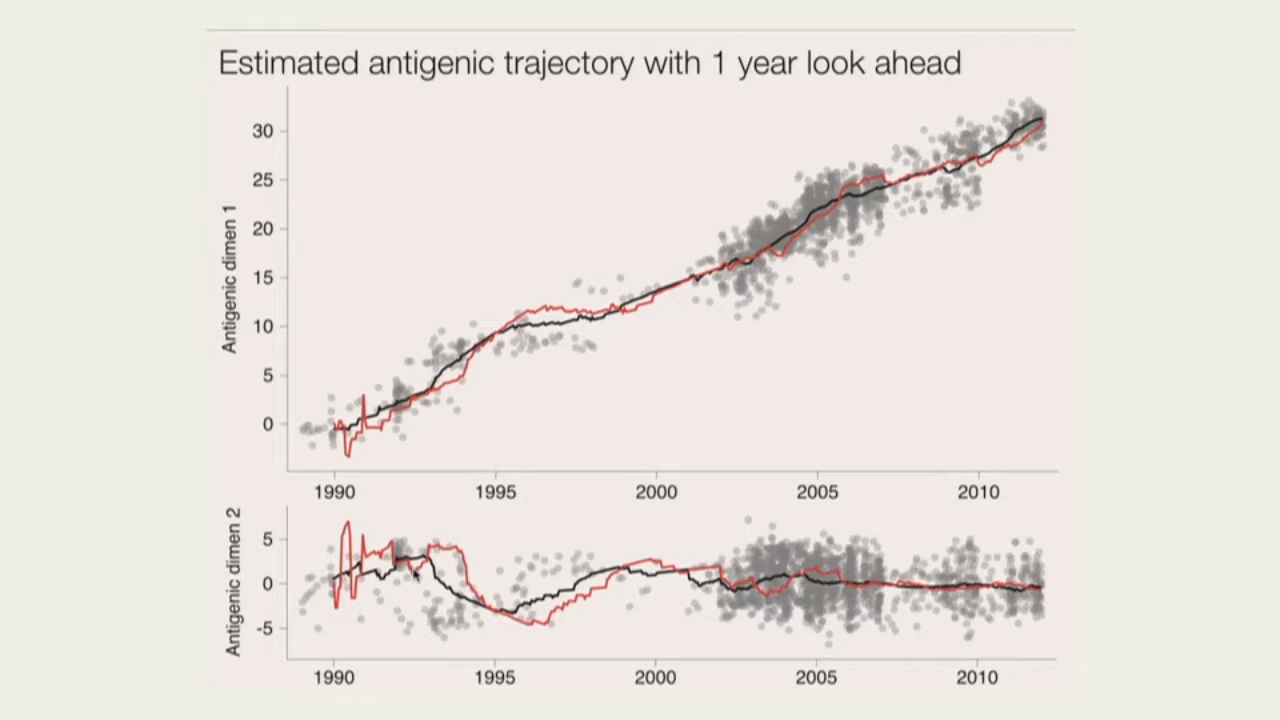 Estimated antigenic trajectory with 1 year look ahead
Antigenic dimen 1
30
25
20
15
10
5
0
1990 1995 2000 2005 2010
Antigenic dimen 2
5
0
-5
1990 1995 2000 2005 2010